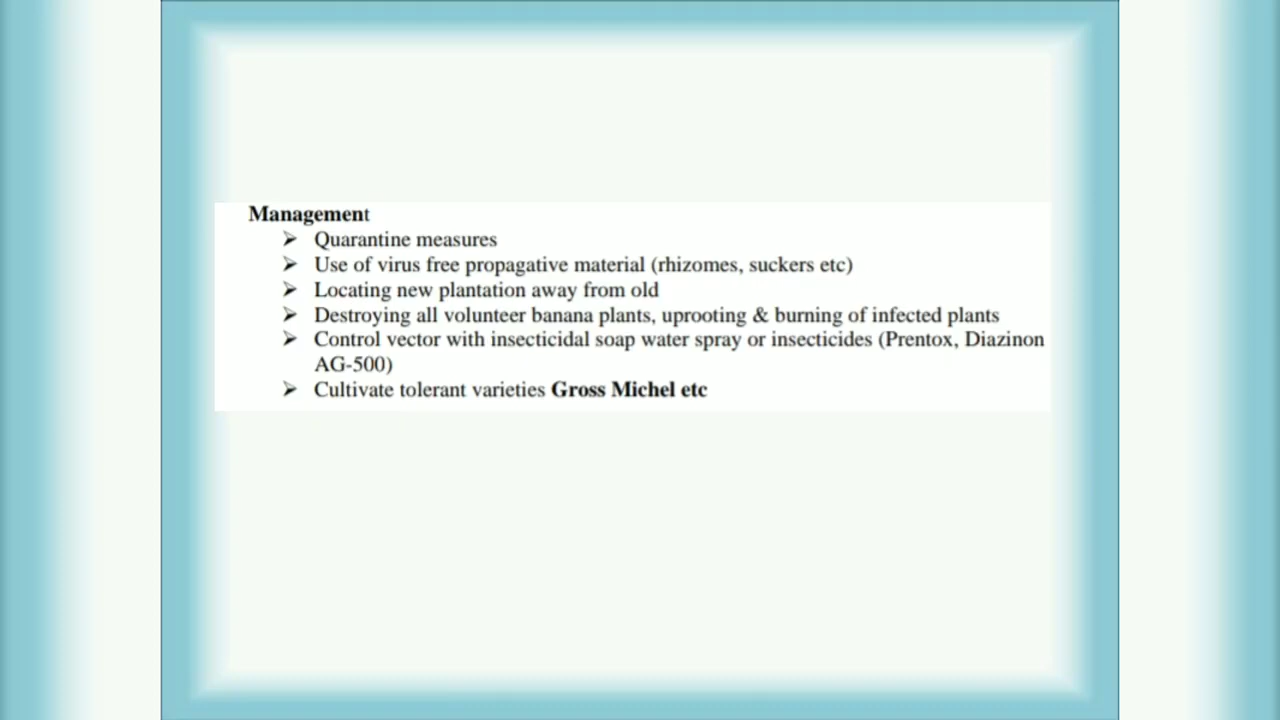 Management
➢ Quarantine measures
➢ Use of virus free propagative material (rhizomes, suckers etc)
➢ Locating new plantation away from old
➢ Destroying all volunteer banana plants, uprooting & burning of infected plants
➢ Control vector with insecticidal soap water spray or insecticides (Prentox, Diazinon
AG-500)
➢ Cultivate tolerant varieties Gross Michel etc